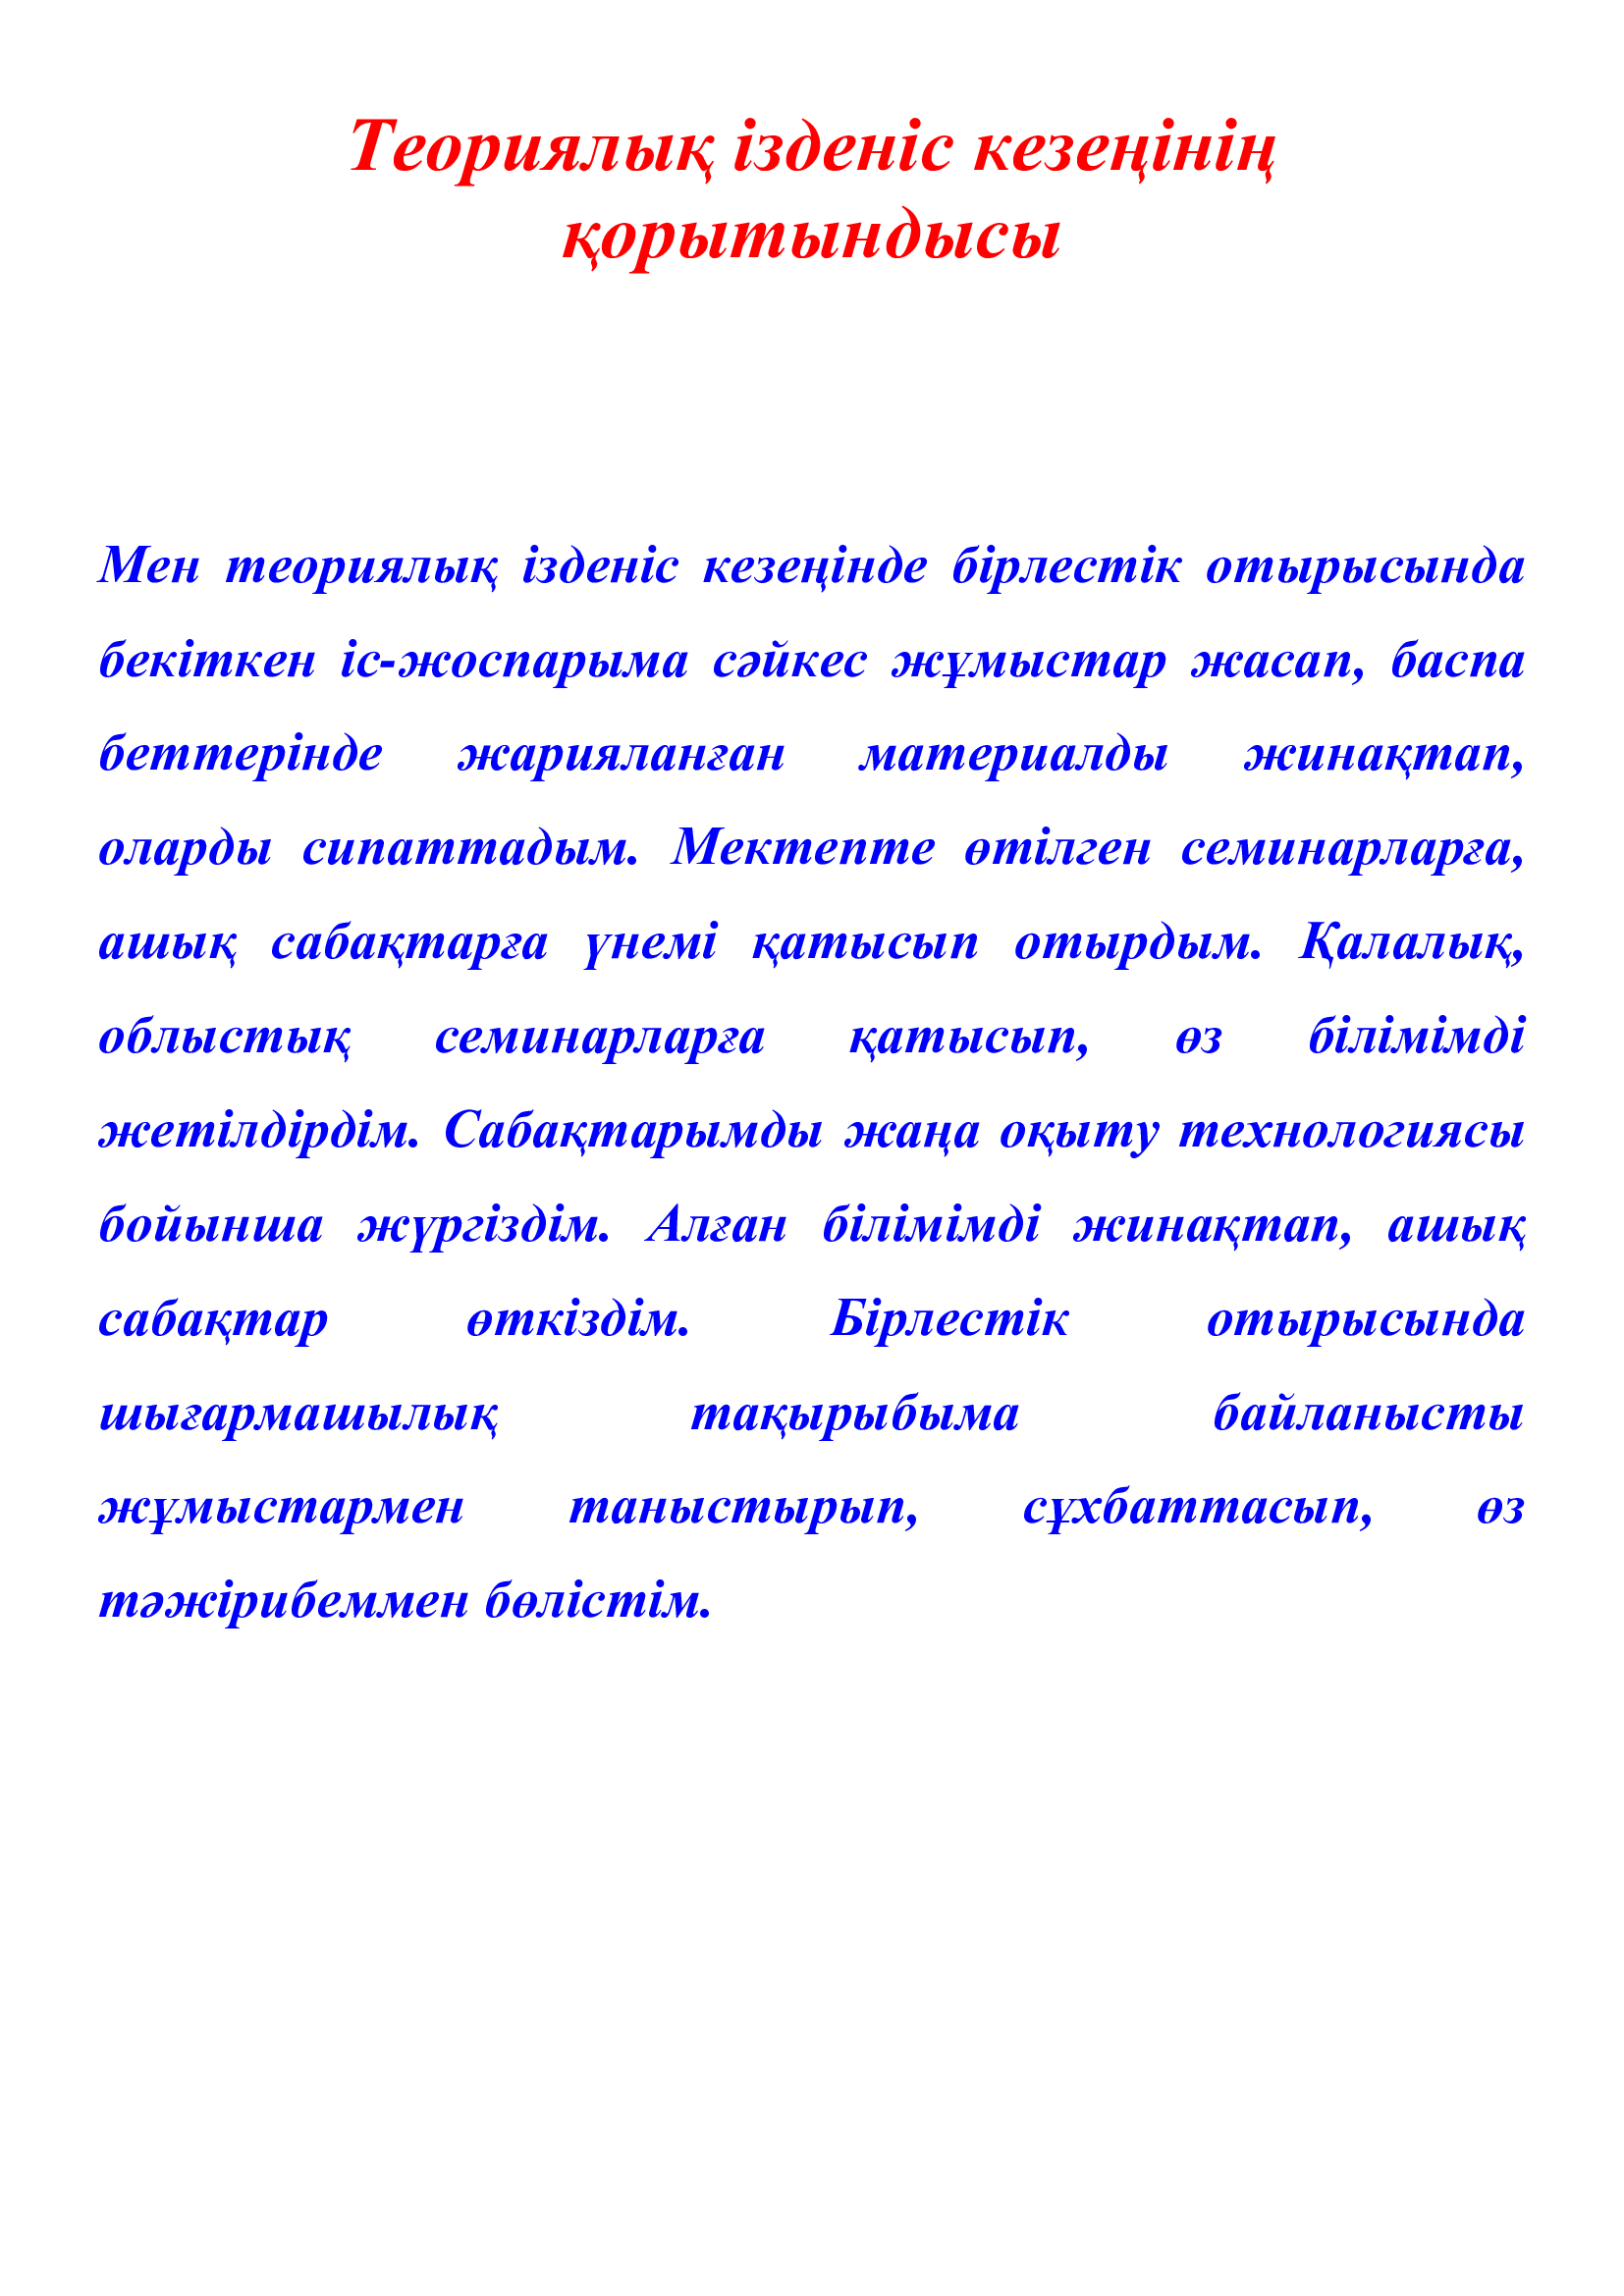 Теориялық ізденіс кезеңінің
қорытындысы
Мен теориялық ізденіс кезеңінде бірлестік отырысында
бекіткен іс-жоспарыма сәйкес жұмыстар жасап, баспа
беттерінде жарияланған материалды жинақтап,
оларды сипаттадым. Мектепте өтілген семинарларға,
ашық сабақтарға үнемі қатысып отырдым. Қалалық,
облыстық семинарларға қатысып, өз білімімді
жетілдірдім. Сабақтарымды жаңа оқыту технологиясы
бойынша жүргіздім. Алған білімімді жинақтап, ашық
сабақтар өткіздім. Бірлестік отырысында
шығармашылық тақырыбыма байланысты
жұмыстармен таныстырып, сұхбаттасып, өз
тәжірибеммен бөлістім.